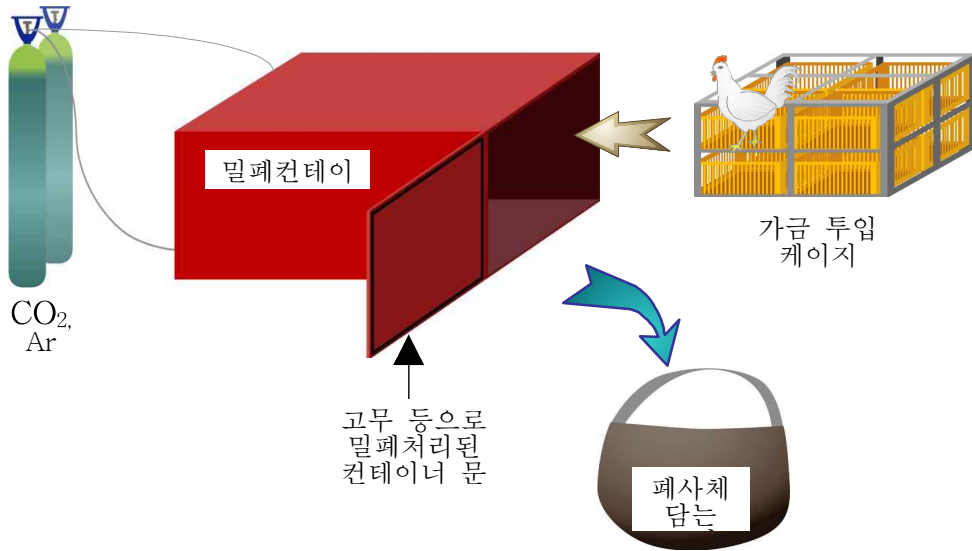 밀폐컨테이
가금 투입
케이지
CO₂,
Ar
고무 등으로
밀폐처리된
컨테이너 문
폐사체
담는